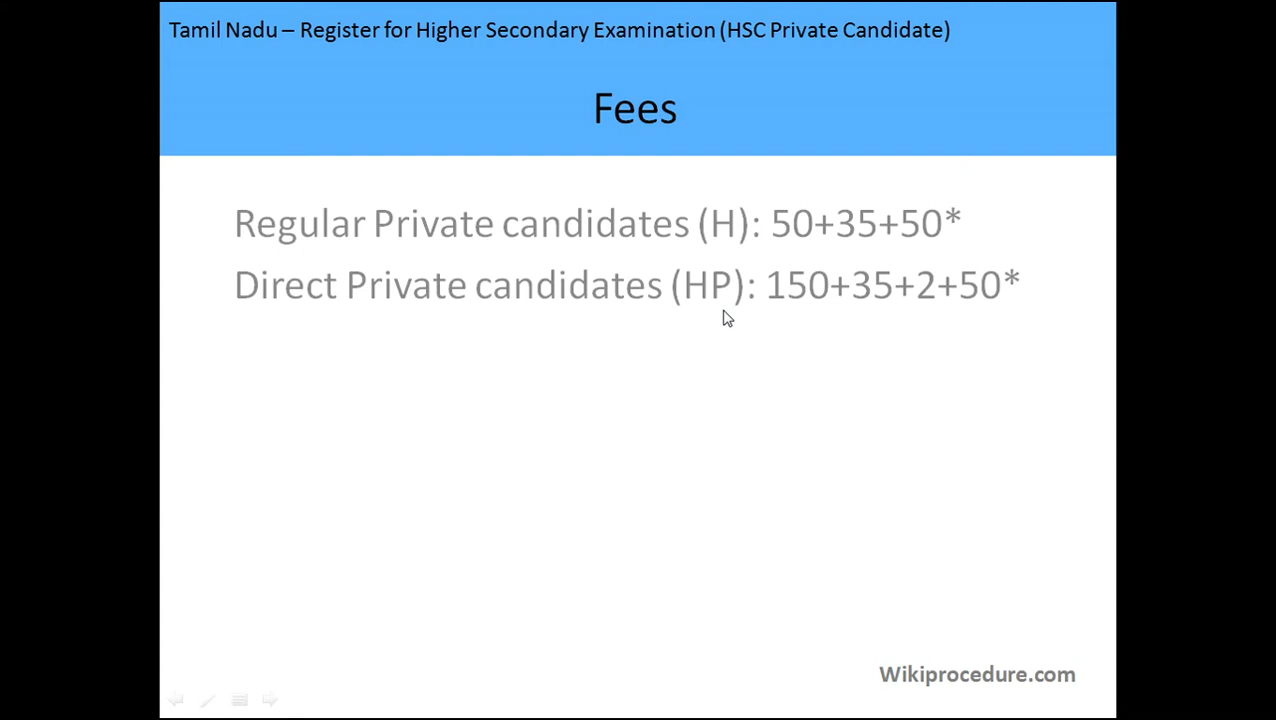 Tamil Nadu – Register for Higher Secondary Examination (HSC Private Candidate)
Fees
Regular Private candidates (H): 50+35+50*
Direct Private candidates (HP): 150+35+2+50*
Wikiprocedure.com